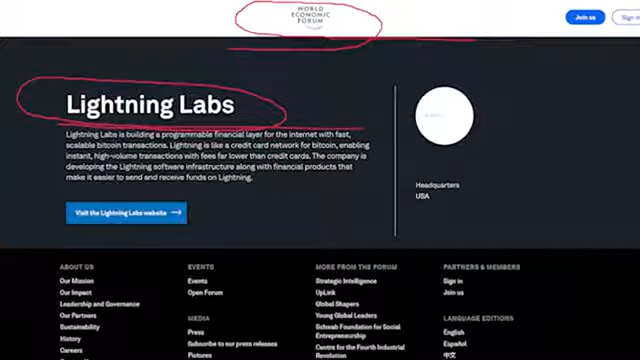 WORLD
ECONOMIC
FORUM
Join us
Sign in
Lightning Labs
Lightning Labs is building a programmable financial layer for the internet with fast,
scalable bitcoin transactions. Lightning is like a credit card network for bitcoin, enabling
instant, high-volume transactions with fees far lower than credit cards. The company is
developing the Lightning software infrastructure along with financial products that
make it easier to send and receive funds on Lightning.
Visit the Lightning Labs website
Headquarters
USA
ABOUT US
Our Mission
Our Impact
Leadership and Governance
Our Partners
Sustainability
History
Careers
EVENTS
Events
Open Forum
MEDIA
Press
Subscribe to our press releases
Pictures
MORE FROM THE FORUM
Strategic Intelligence
UpLink
Global Shapers
Young Global Leaders
Schwab Foundation for Social
Entrepreneurship
Centre for the Fourth Industrial
Revolution
PARTNERS & MEMBERS
Sign in
Join us
LANGUAGE EDITIONS
English
Español
中文